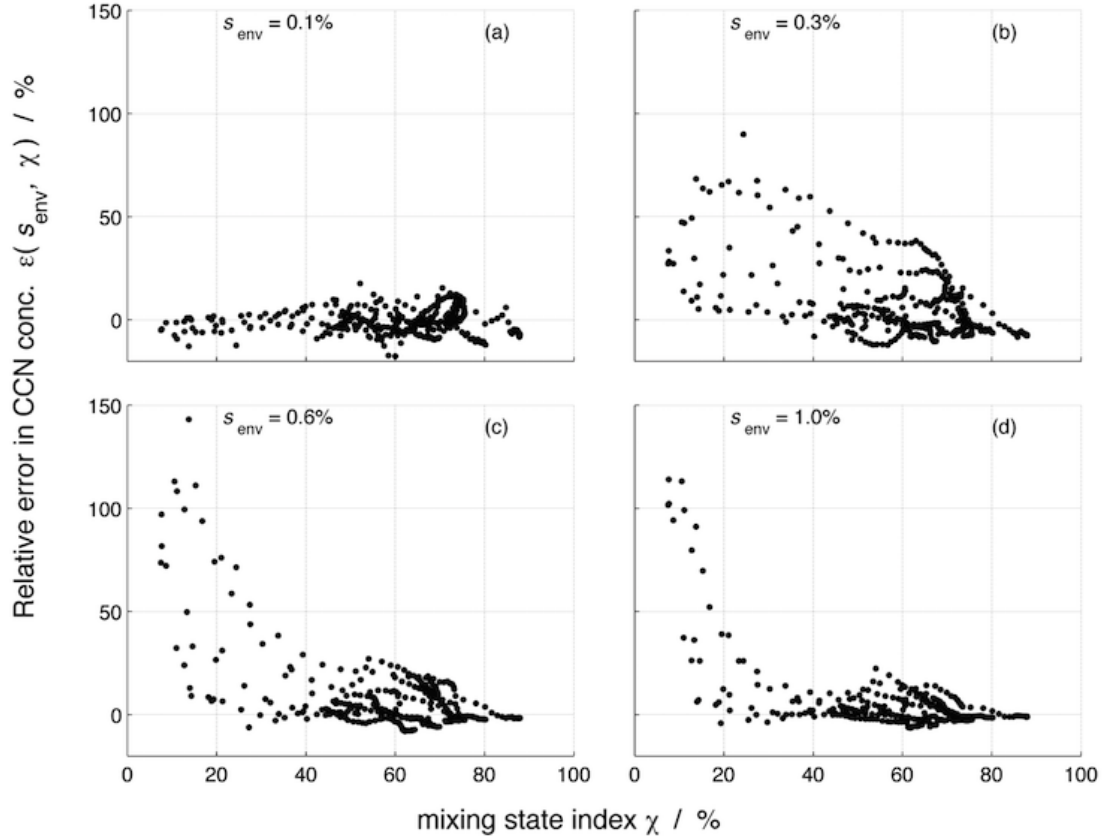 150
100
50
0
s env = 0.1%
(a)
s env = 0.3%
(b)
Relative error in CCN conc. ε( s env, χ ) / %
150
100
50
0
s env = 0.6%
(c)
s env = 1.0%
(d)
0 20 40 60 80 100
0 20 40 60 80 100
mixing state index χ / %